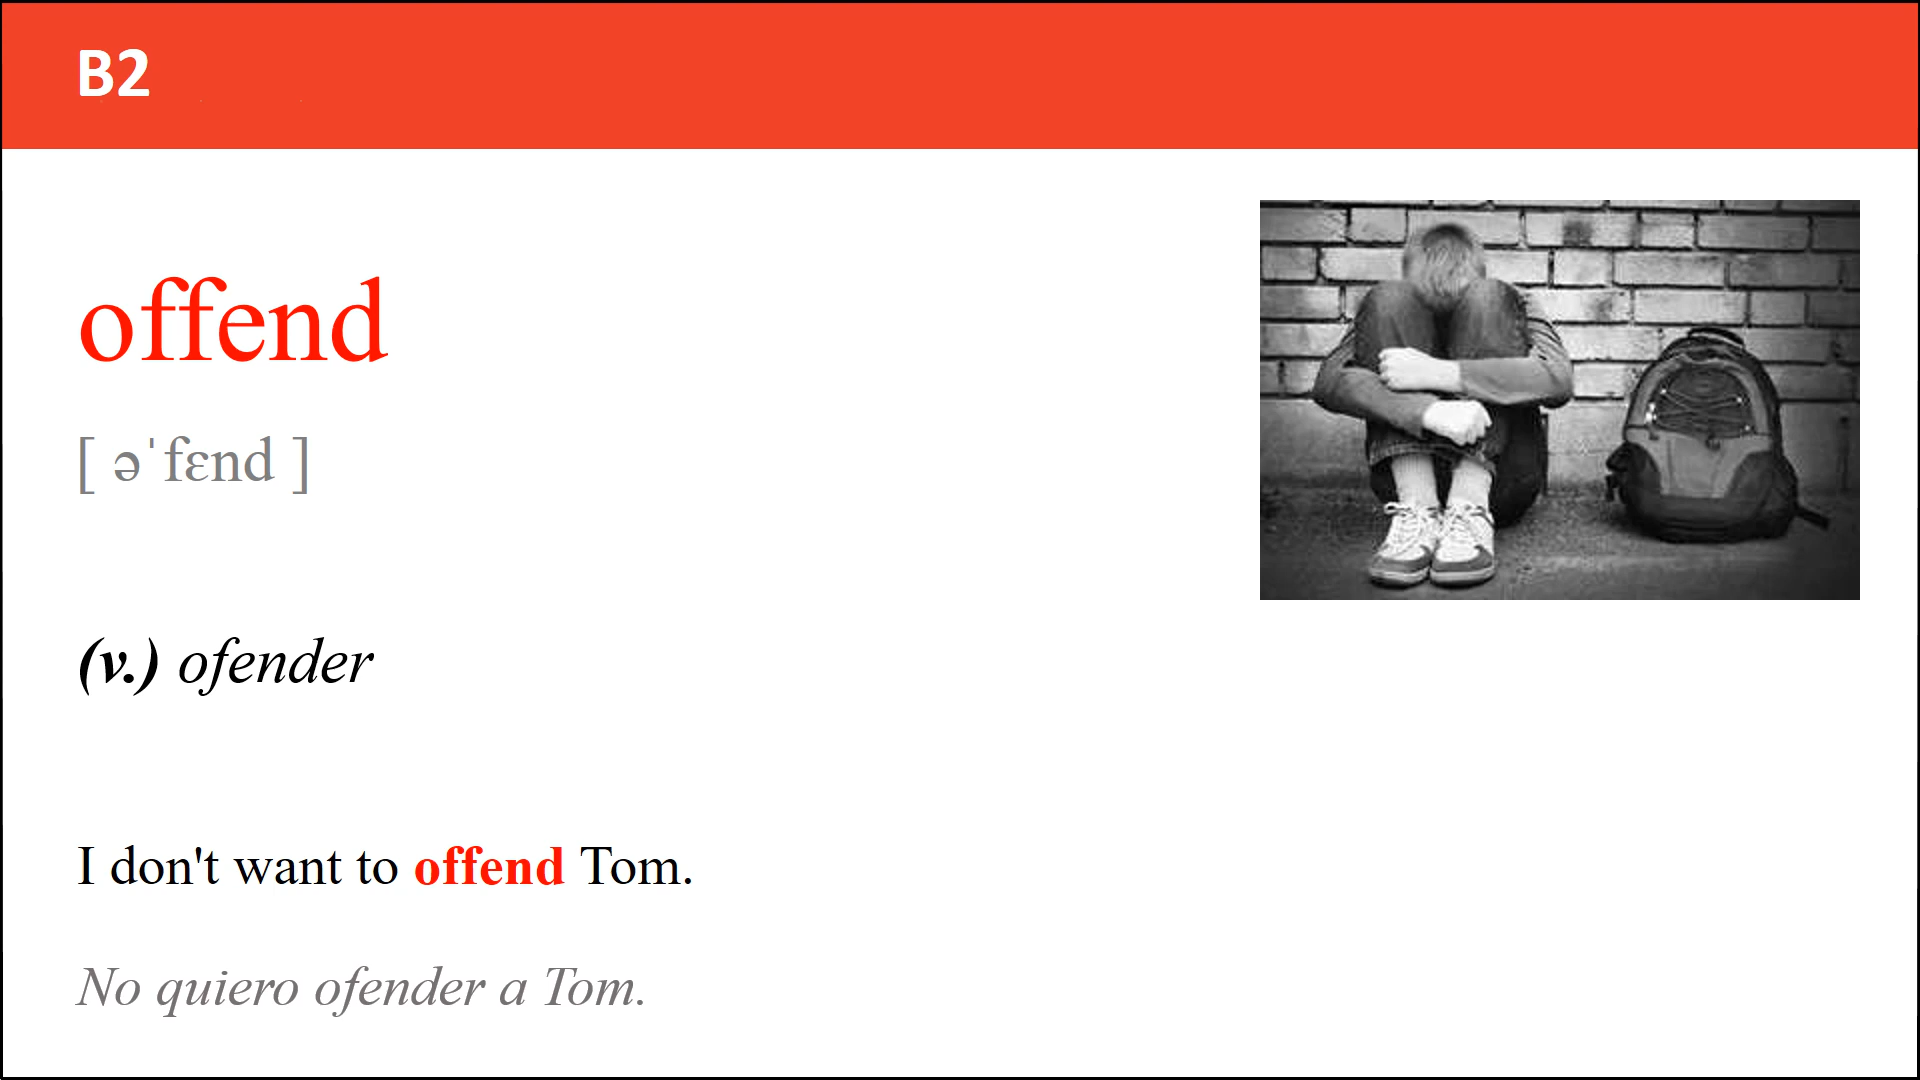 B2
offend
[ əˈfɛnd ]
(v.) ofender
I don't want to offend Tom.
No quiero ofender a Tom.